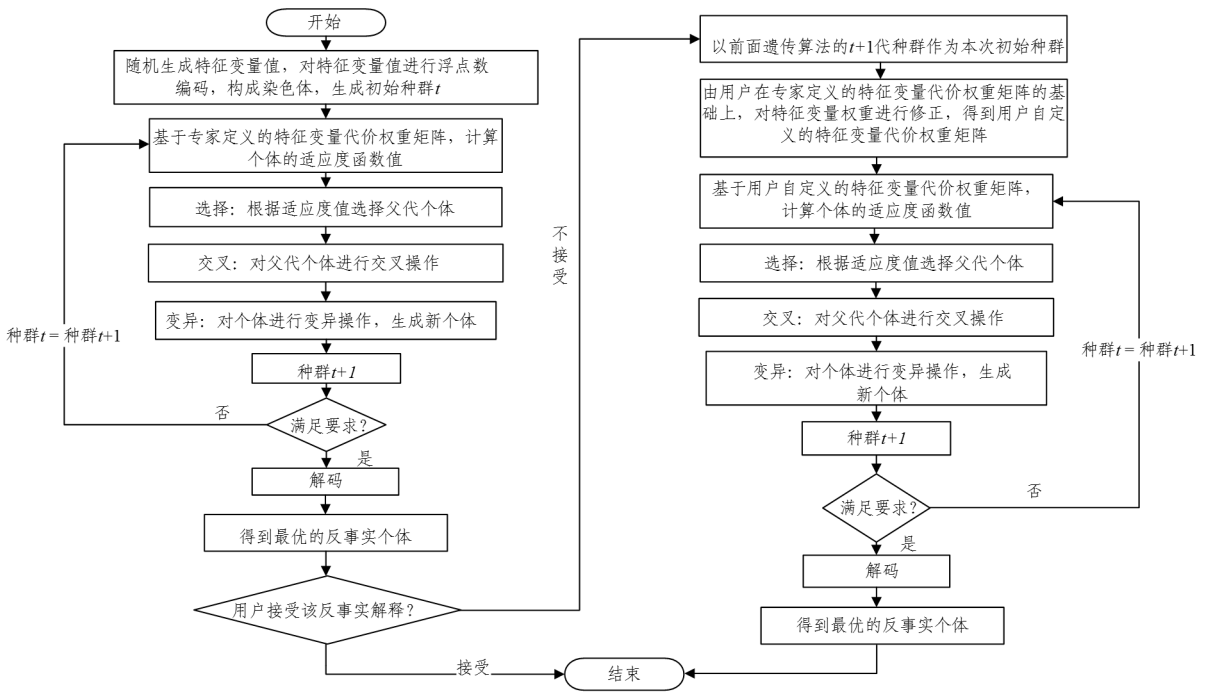 开始
随机生成特征变量值，对特征变量值进行浮点数
编码，构成染色体，生成初始种群t
基于专家定义的特征变量代价权重矩阵，计算
个体的适应度函数值
选择：根据适应度值选择父代个体
交叉：对父代个体进行交叉操作
变异：对个体进行变异操作，生成新个体
种群t = 种群t+1
种群t+1
否
满足要求？
是
解码
得到最优的反事实个体
用户接受该反事实解释？
不
接
受
接受
以前面遗传算法的t+1代种群作为本次初始种群
由用户在专家定义的特征变量代价权重矩阵的基
础上，对特征变量权重进行修正，得到用户自定
义的特征变量代价权重矩阵
基于用户自定义的特征变量代价权重矩阵，
计算个体的适应度函数值
选择：根据适应度值选择父代个体
交叉：对父代个体进行交叉操作
变异：对个体进行变异操作，生成
新个体
种群t = 种群t+1
种群t+1
满足要求？
否
是
解码
得到最优的反事实个体
结束